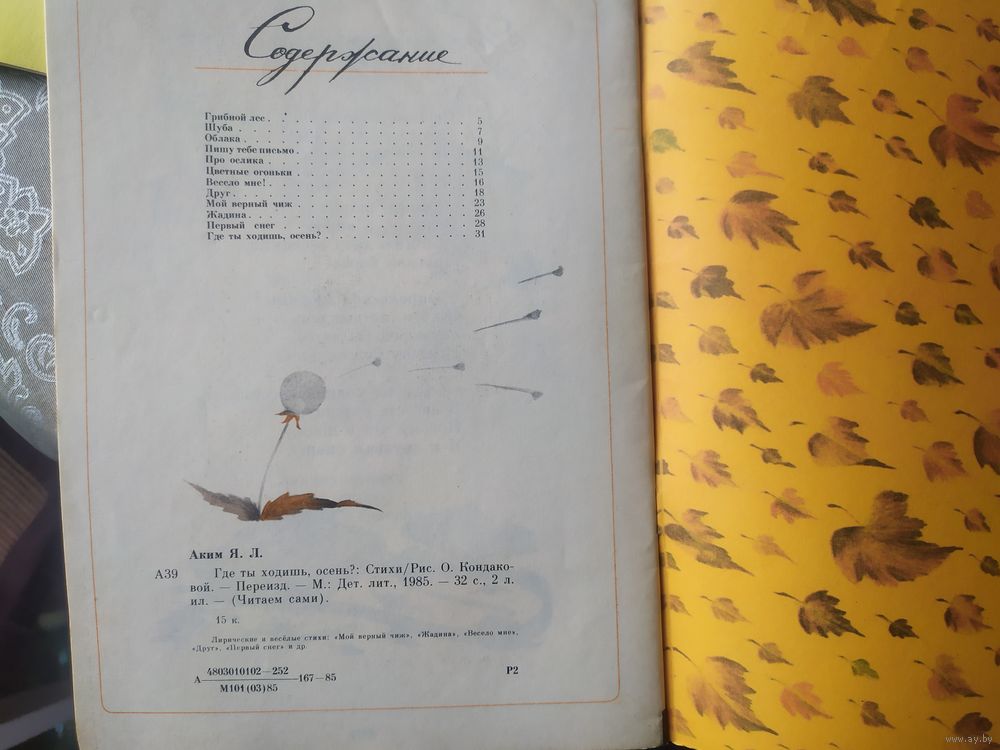 Содержание
Грибной лес . . . . . . . . . . . . . . . 5
Шуба . . . . . . . . . . . . . . . 7
Облака . . . . . . . . . . . . . . . 9
Пишу тебе письмо . . . . . . . . . . . . . . . 11
Про ослика . . . . . . . . . . . . . . . 13
Цветные огоньки . . . . . . . . . . . . . . . 15
Весело мне! . . . . . . . . . . . . . . . 16
Друг . . . . . . . . . . . . . . . 18
Мой верный чиж . . . . . . . . . . . . . . . 23
Жадина . . . . . . . . . . . . . . . 26
Первый снег . . . . . . . . . . . . . . . 28
Где ты ходишь, осень? . . . . . . . . . . . . . . . 31
Аким Я. Л.
А39 Где ты ходишь, осень?: Стихи/Рис. О. Кондако-
вой. — Переизд. — М.: Дет. лит., 1985. — 32 с., 2 л.
ил. — (Читаем сами).
15 к.
Лирические и весёлые стихи: «Мой верный чиж», «Жадина», «Весело мне»,
«Друг», «Первый снег» и др.
4803010102—252
А — 167—85 Р2
М101(03)85
www.ay.by